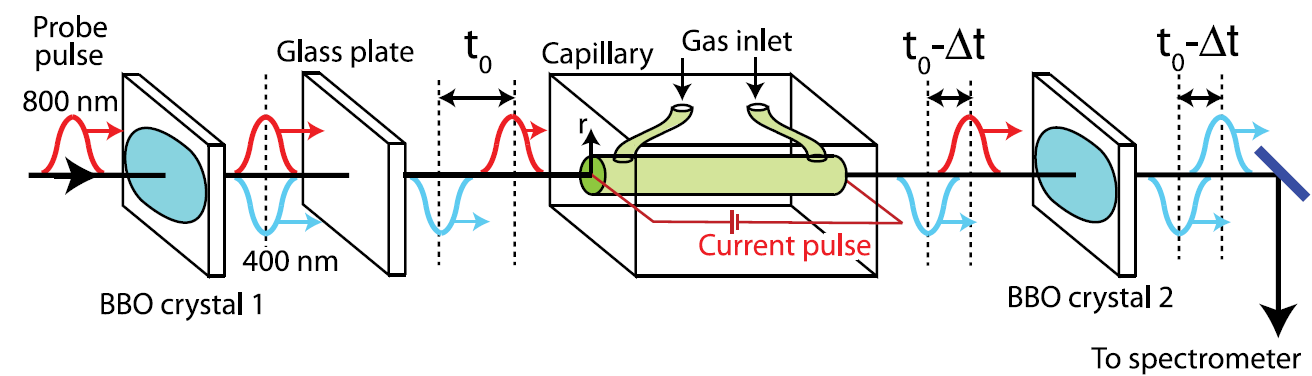 Probe
pulse
800 nm
BBO crystal 1
400 nm
Glass plate
t₀
Capillary
Gas inlet
r
Current pulse
t₀-Δt
BBO crystal 2
t₀-Δt
To spectrometer